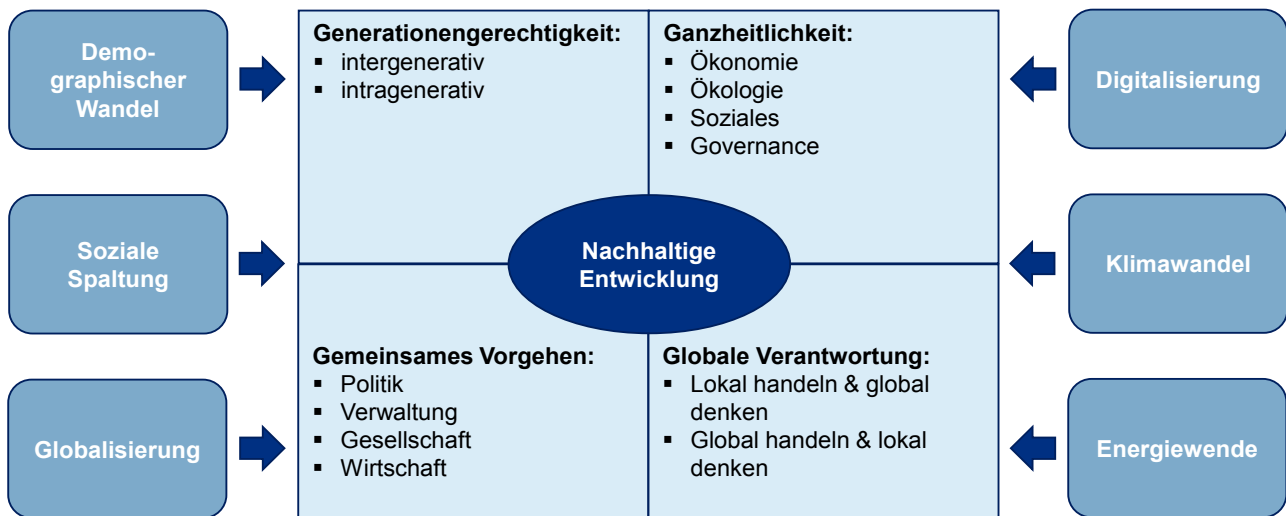 Demo-
graphischer
Wandel
Soziale
Spaltung
Globalisierung
Generationengerechtigkeit:
▪ intergenerativ
▪ intragenerativ
Ganzheitlichkeit:
▪ Ökonomie
▪ Ökologie
▪ Soziales
▪ Governance
Nachhaltige
Entwicklung
Gemeinsames Vorgehen:
▪ Politik
▪ Verwaltung
▪ Gesellschaft
▪ Wirtschaft
Globale Verantwortung:
▪ Lokal handeln & global
denken
▪ Global handeln & lokal
denken
Digitalisierung
Klimawandel
Energiewende